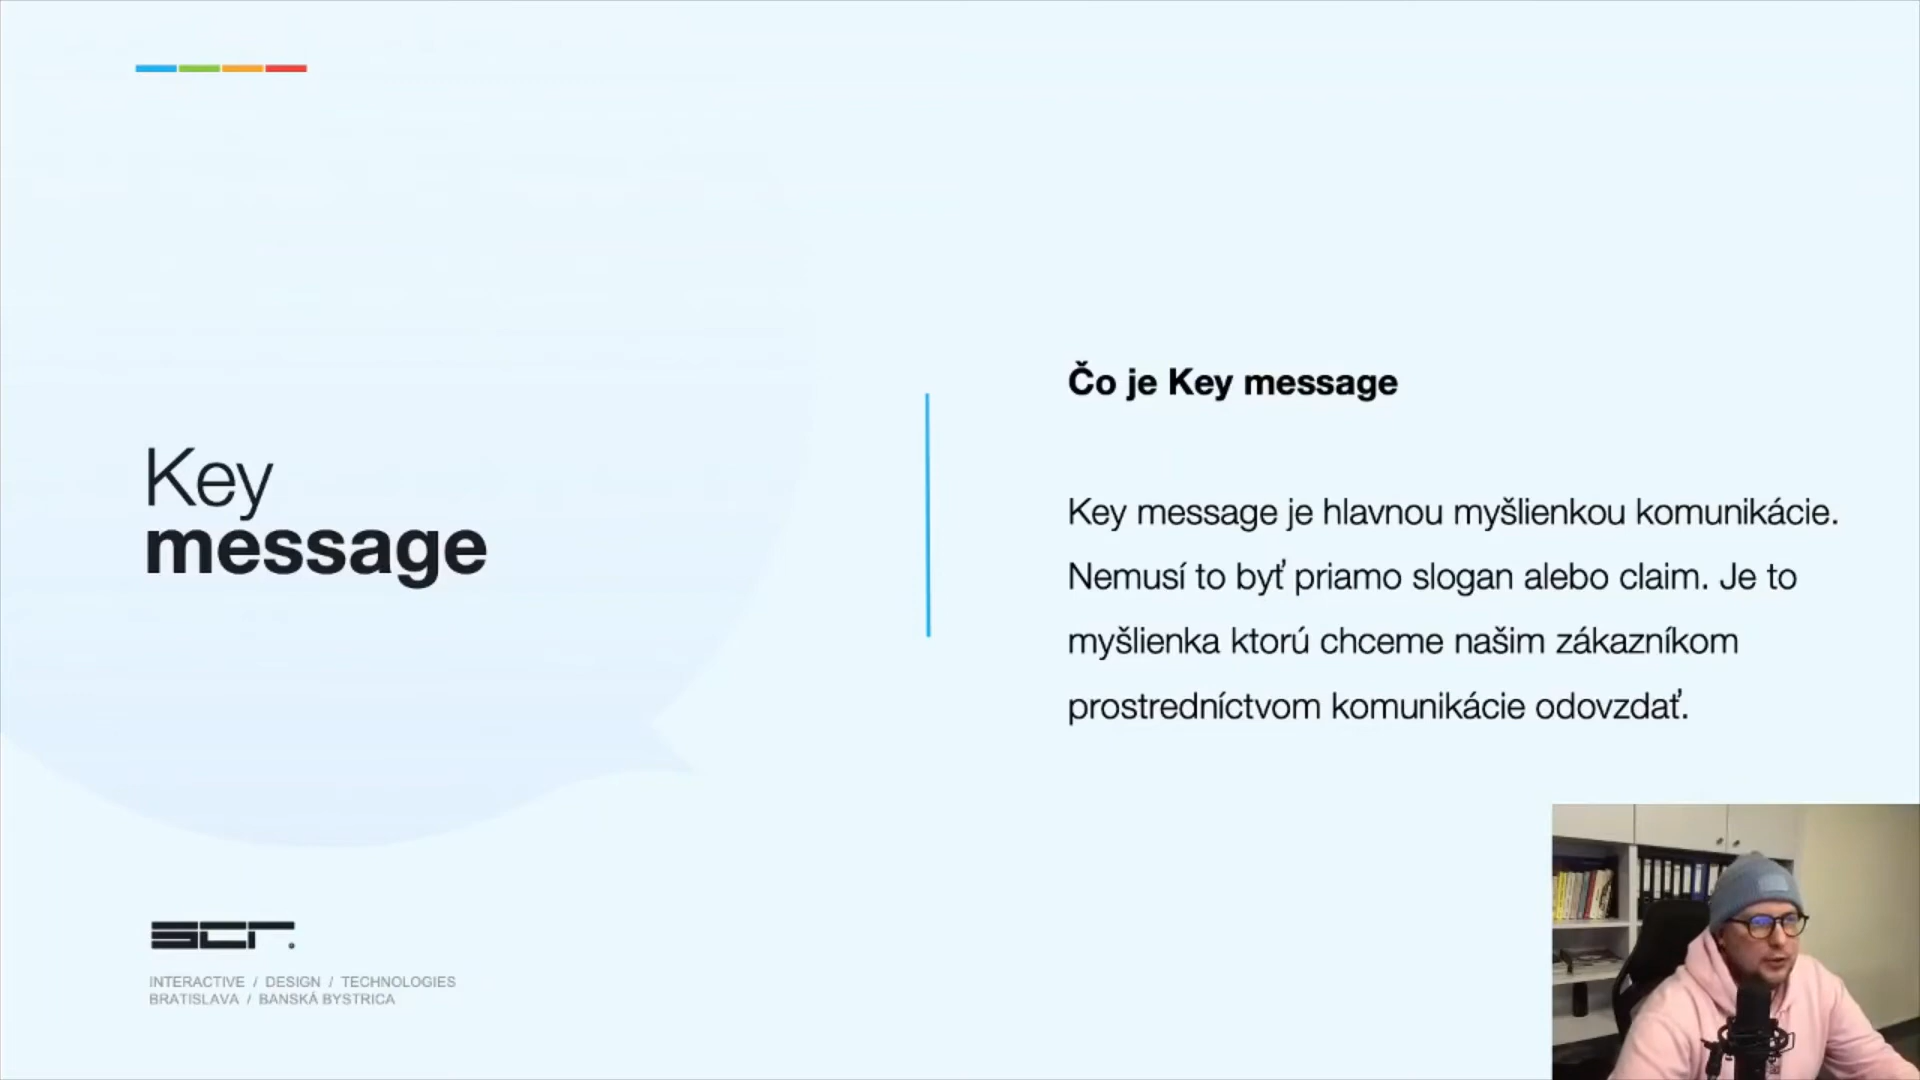 Key
message
Čo je Key message
Key message je hlavnou myšlienkou komunikácie.
Nemusí to byť priamo slogan alebo claim. Je to
myšlienka ktorú chceme našim zákazníkom
prostredníctvom komunikácie odovzdať.
scr.
INTERACTIVE / DESIGN / TECHNOLOGIES
BRATISLAVA / BANSKÁ BYSTRICA